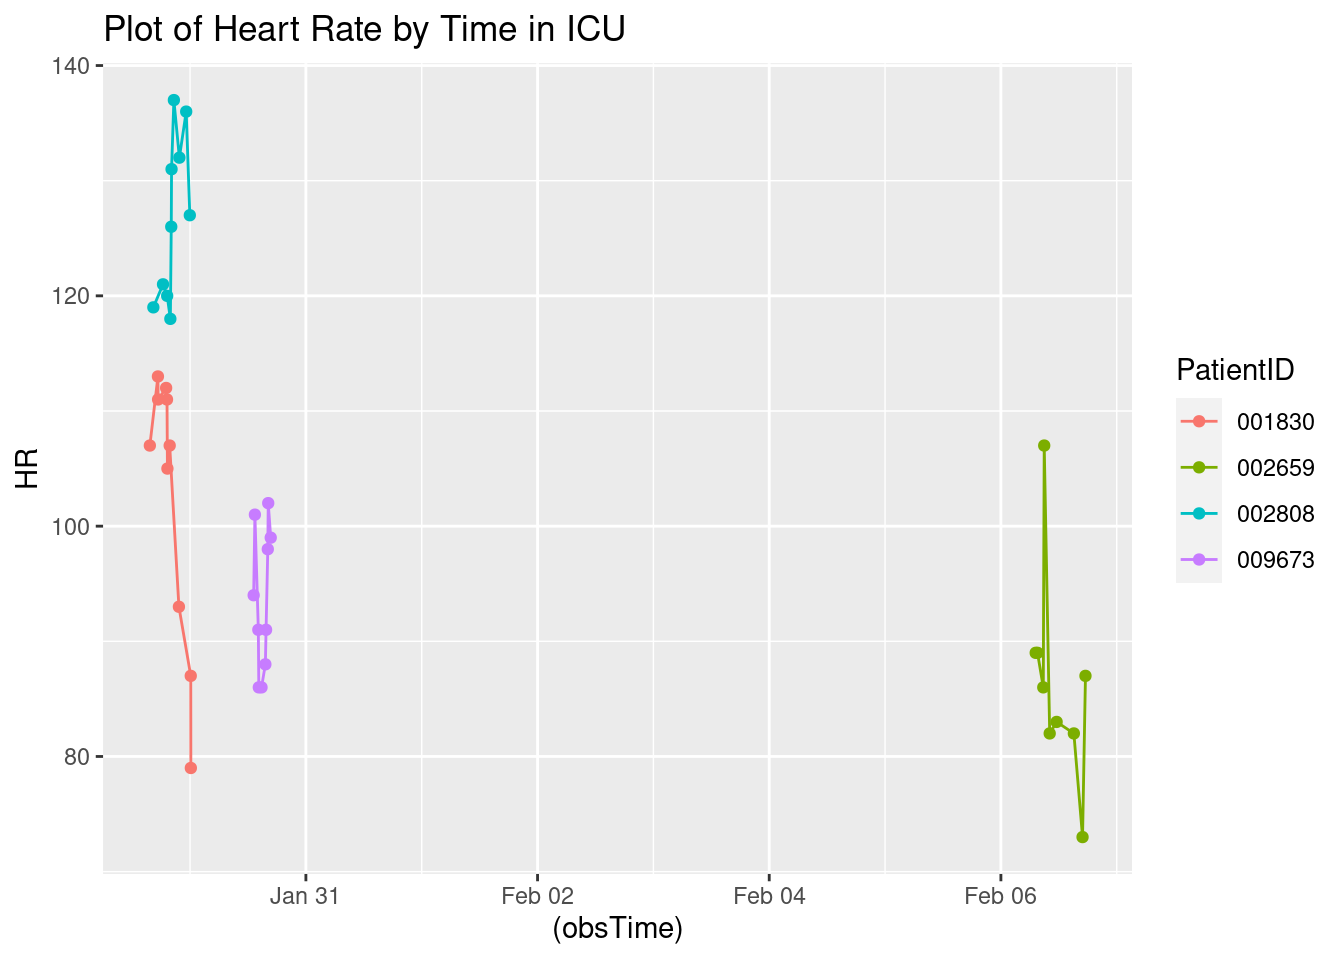 Plot of Heart Rate by Time in ICU
140
120
100
80
HR
Jan 31
Feb 02
Feb 04
Feb 06
(obsTime)
PatientID
001830
002659
002808
009673